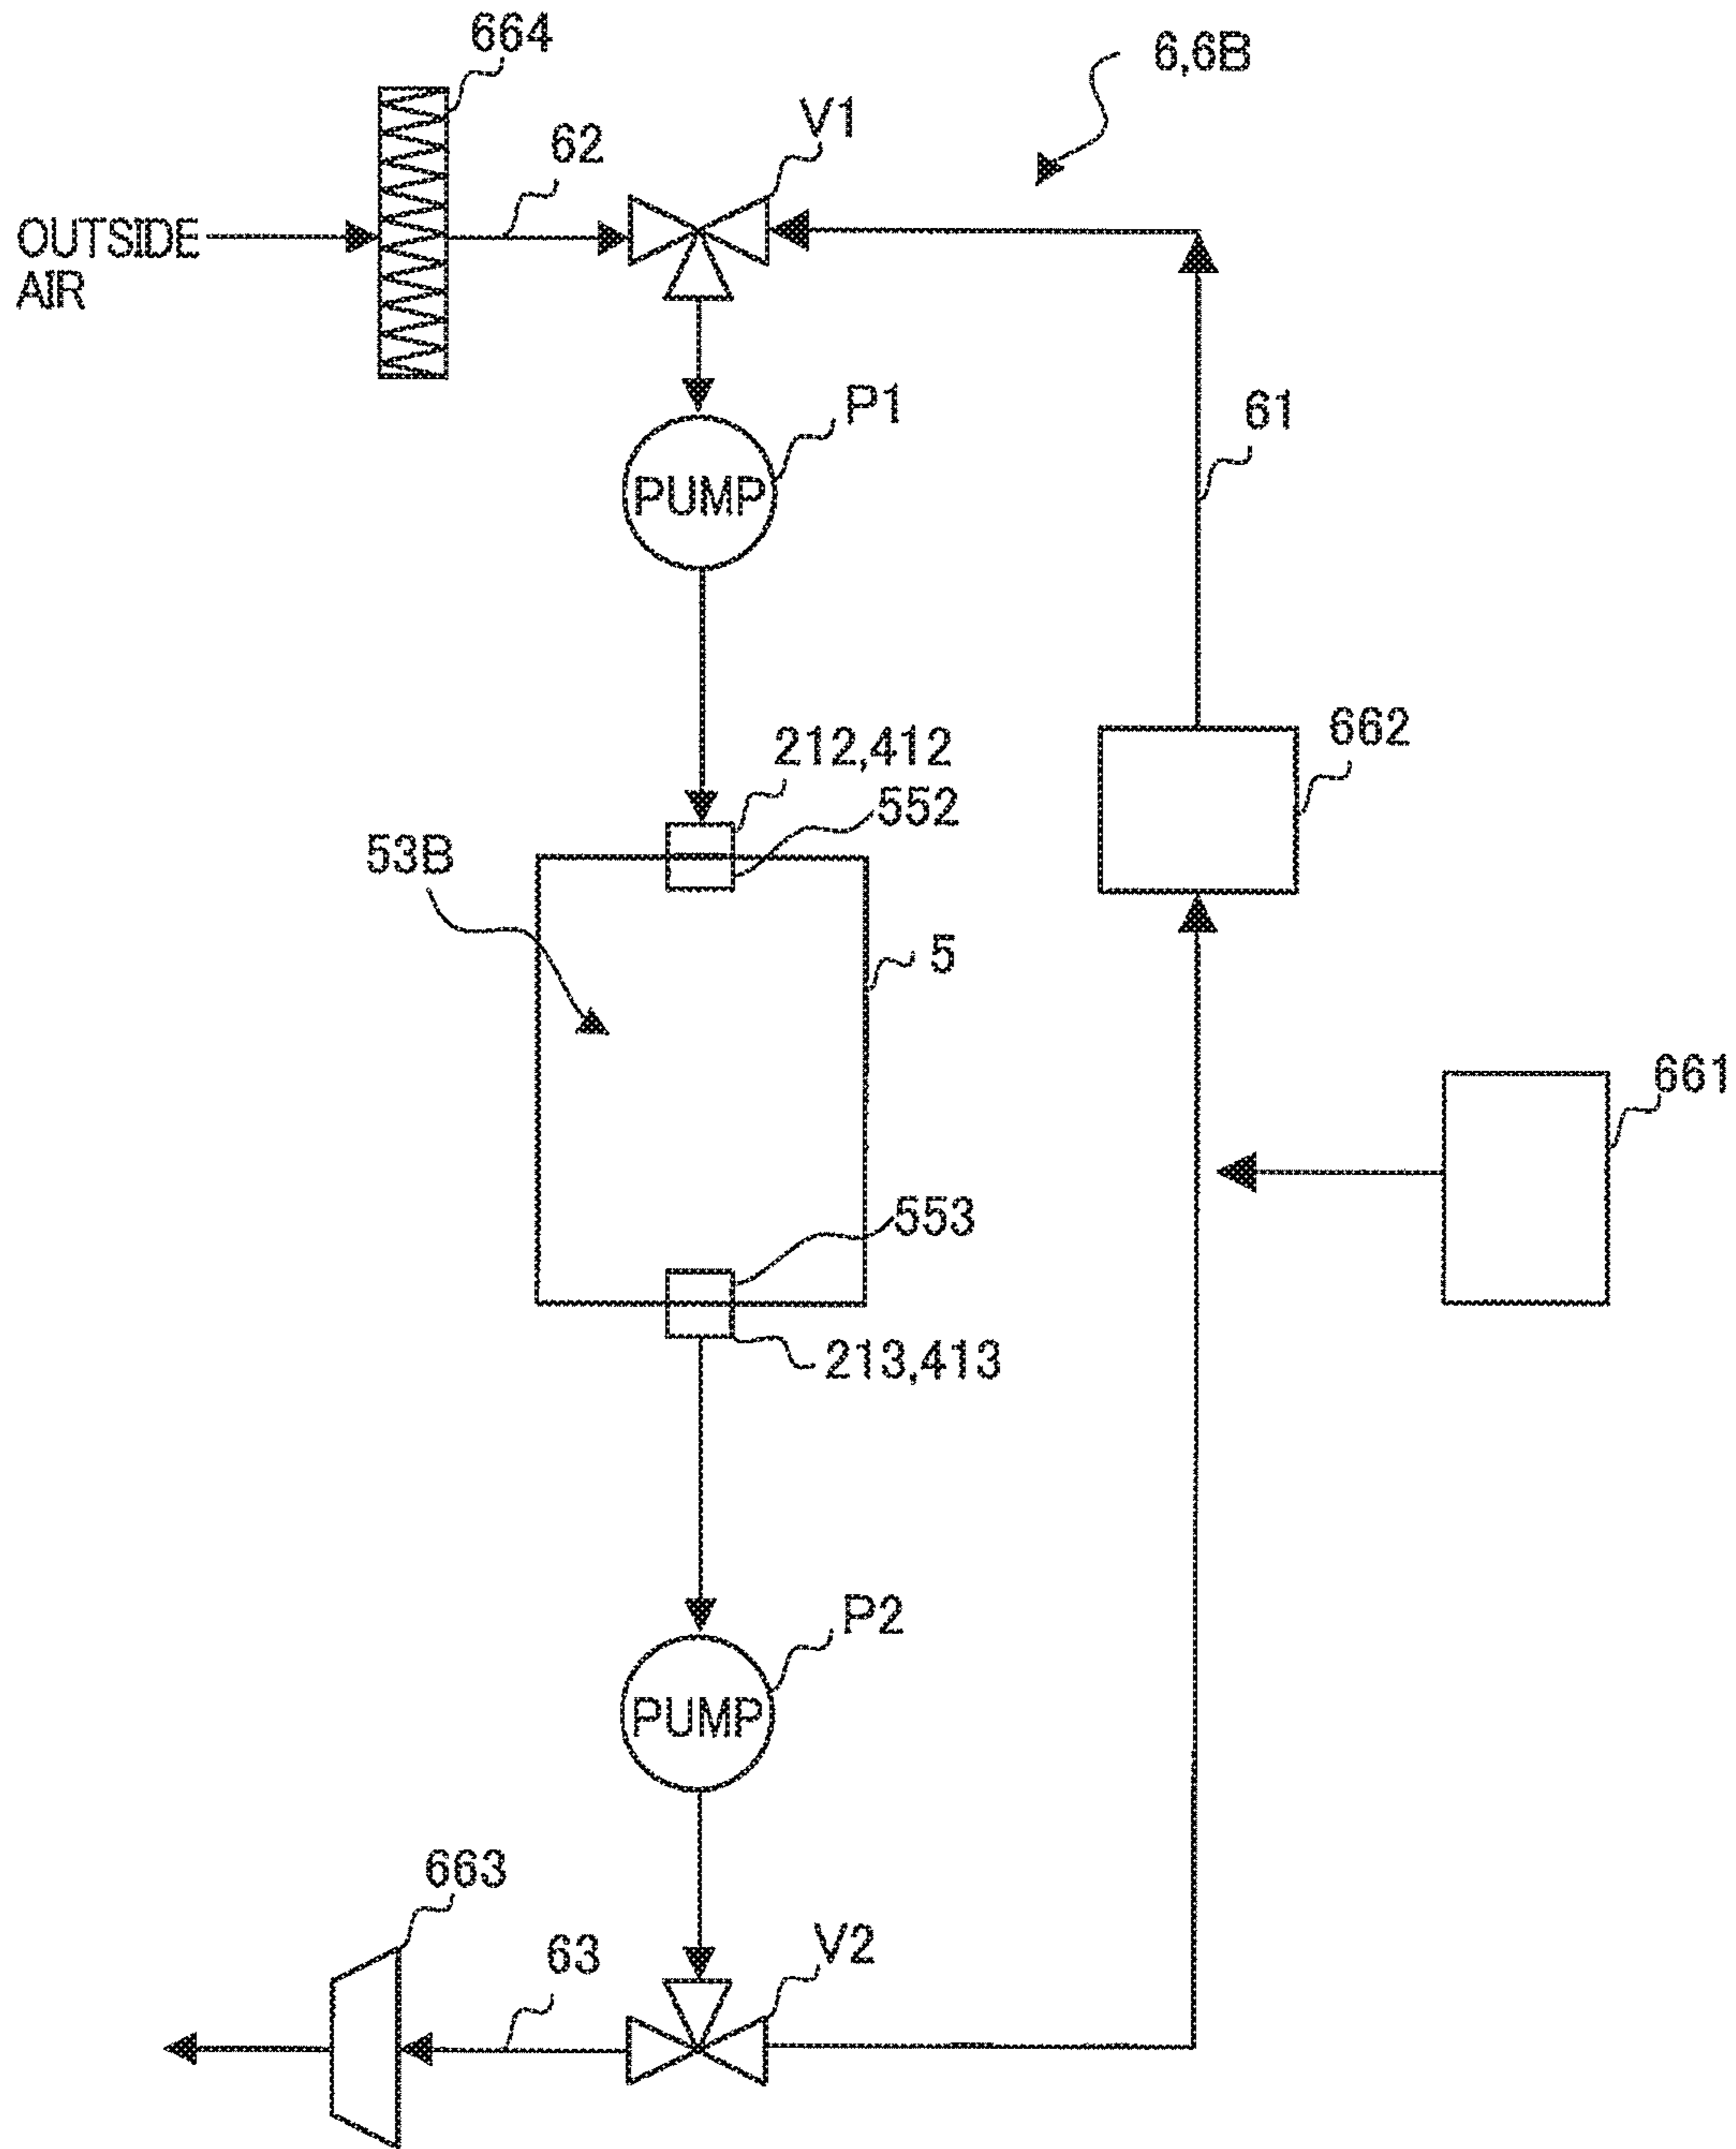 664
6,6B
V1
62
OUTSIDE
AIR
P1
61
PUMP
212,412
662
552
53B
5
661
553
213,413
P2
PUMP
663
V2
63